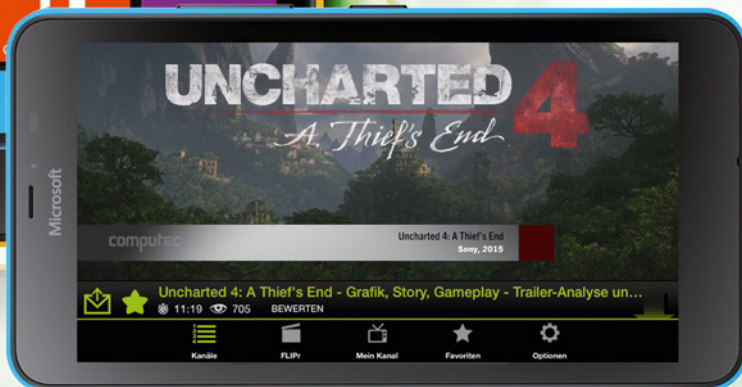 Microsoft
UNCHARTED 4
A Thief's End
computec
Uncharted 4: A Thief's End
Sony, 2015
Uncharted 4: A Thief's End - Grafik, Story, Gameplay - Trailer-Analyse un...
11:19 705 BEWERTEN
Kanäle FLIPr Mein Kanal Favoriten Optionen